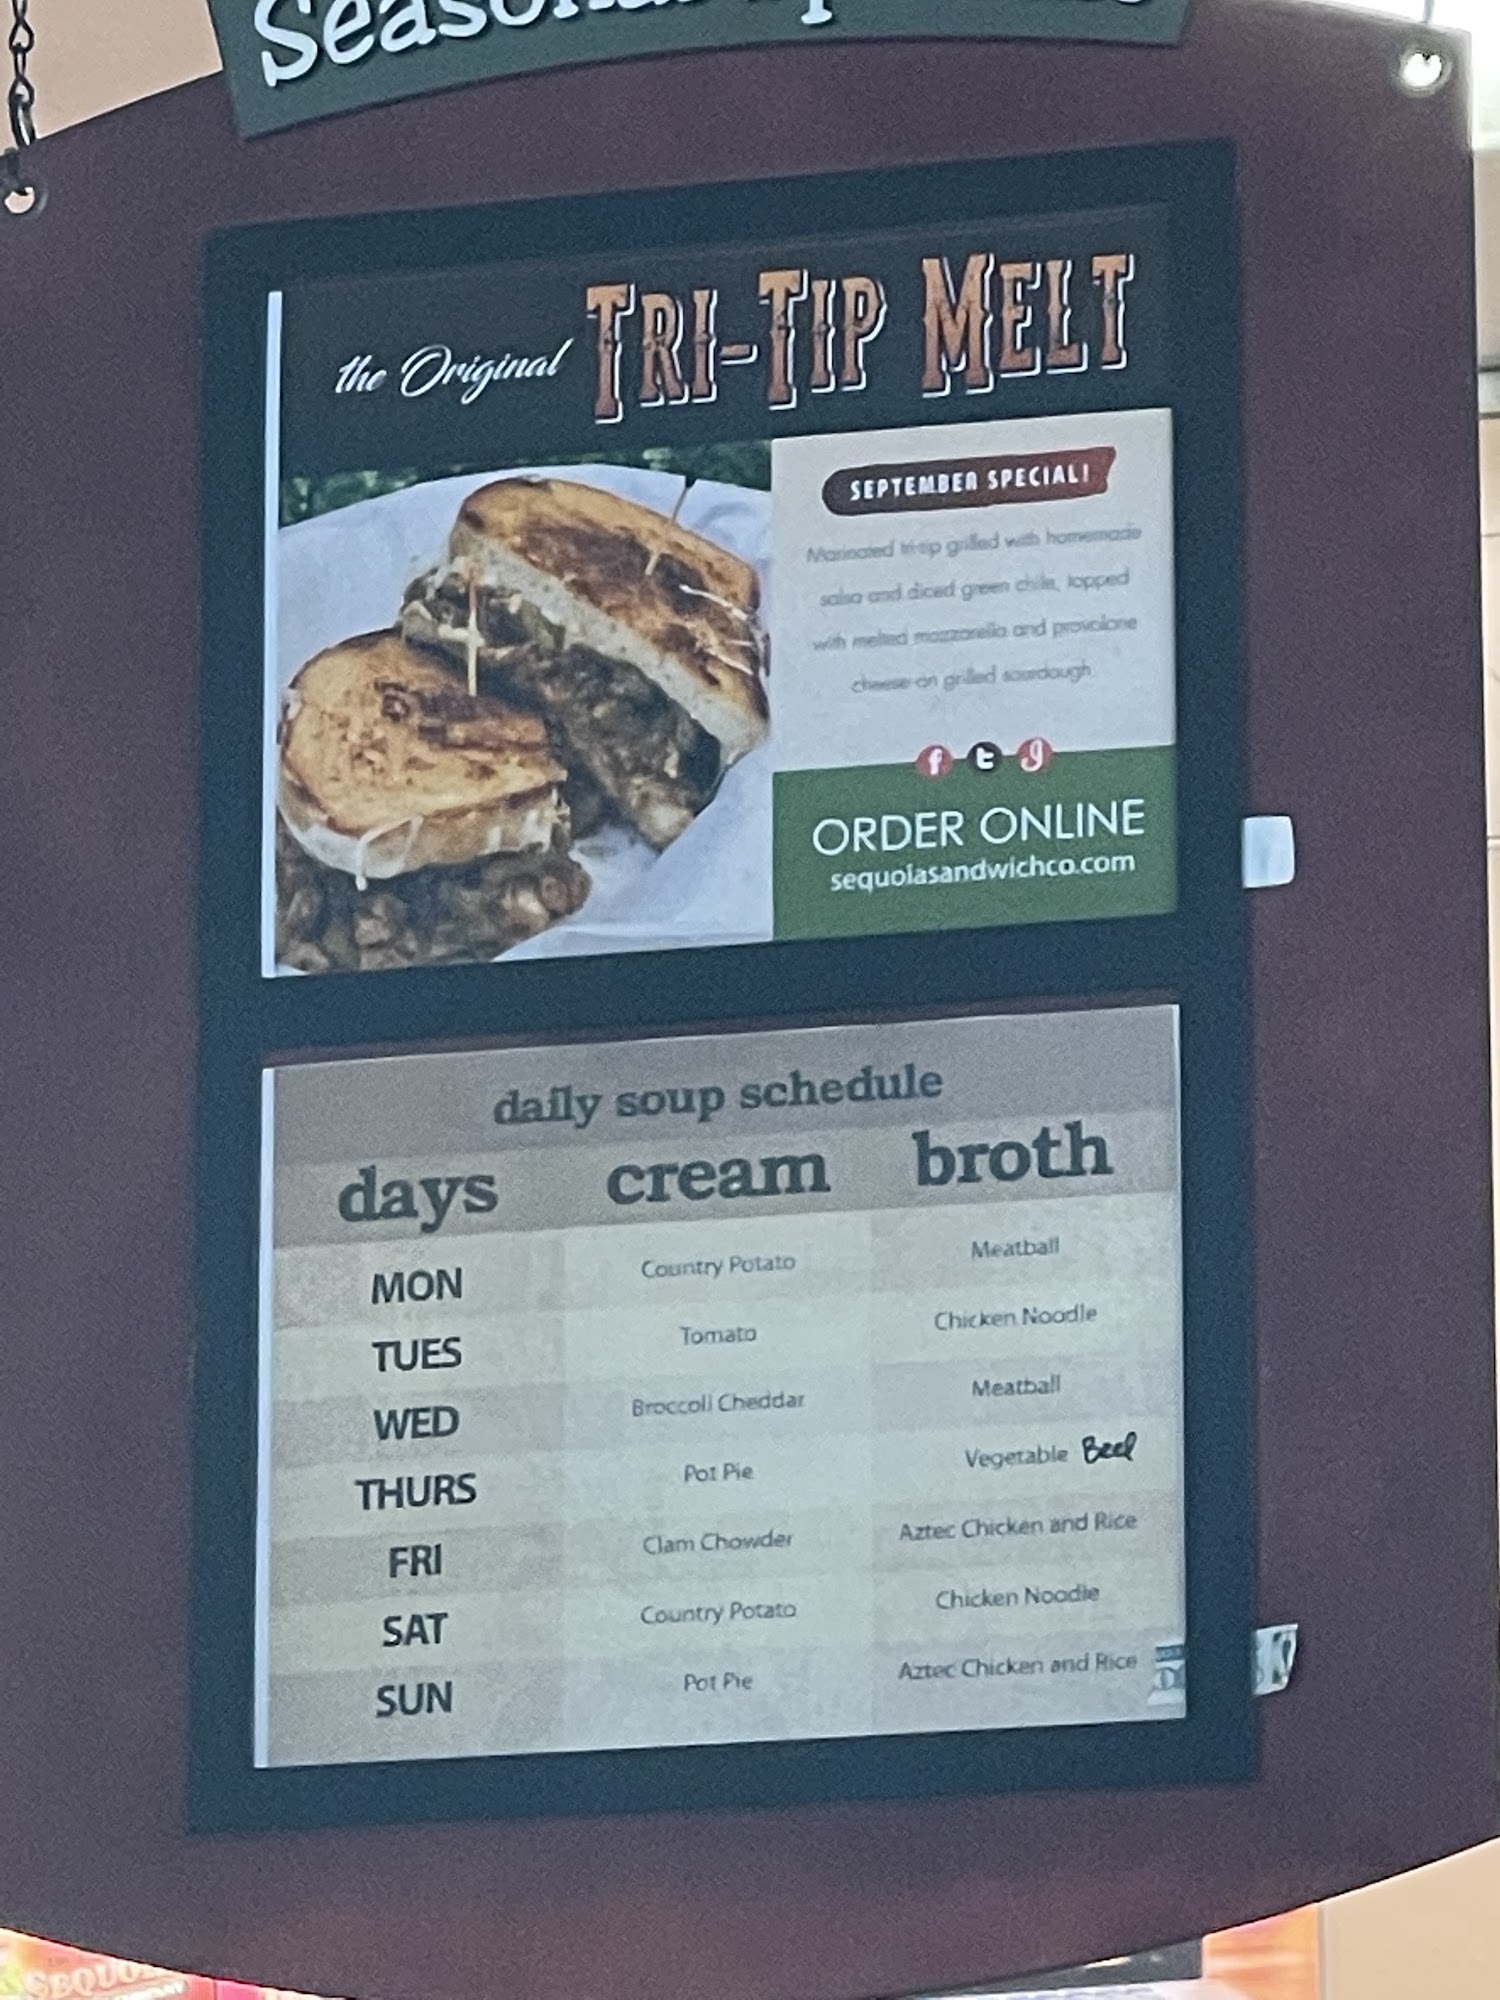 the Original TRI-TIP MELT
SEPTEMBER SPECIAL!
Marinated tri-tip grilled with homemade
salsa and diced green chile, topped
with melted mozzarella and provolone
cheese on grilled sourdough
f t g
ORDER ONLINE
sequoiasandwichco.com
daily soup schedule
days cream broth
MON Country Potato Meatball
TUES Tomato Chicken Noodle
WED Broccoli Cheddar Meatball
THURS Pot Pie Vegetable Beef
FRI Clam Chowder Aztec Chicken and Rice
SAT Country Potato Chicken Noodle
SUN Pot Pie Aztec Chicken and Rice